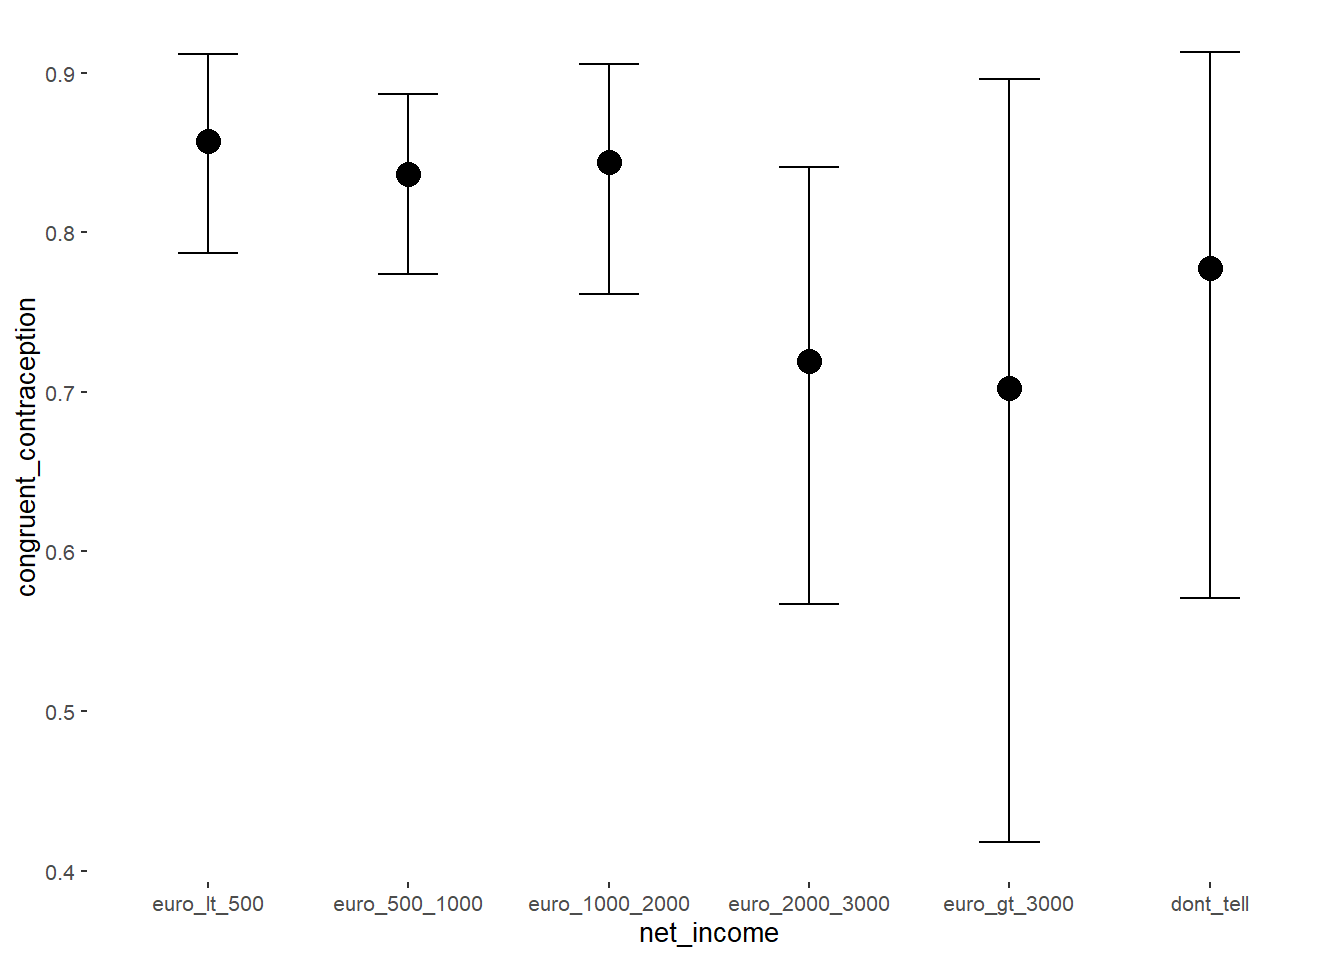 congruent_contraception
0.9
0.8
0.7
0.6
0.5
0.4
euro_lt_500 euro_500_1000 euro_1000_2000 euro_2000_3000 euro_gt_3000 dont_tell
net_income